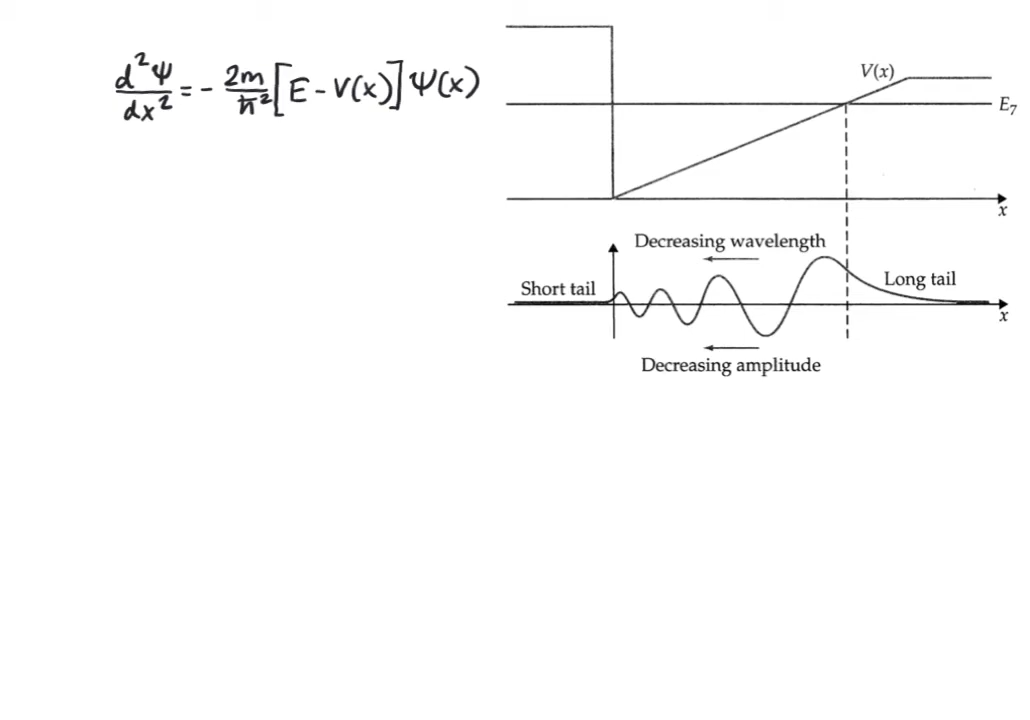 d²Ψ/dx² = - 2m/ħ² [E - V(x)] Ψ(x)
V(x)
E₇
x
Decreasing wavelength
Short tail
Long tail
x
Decreasing amplitude